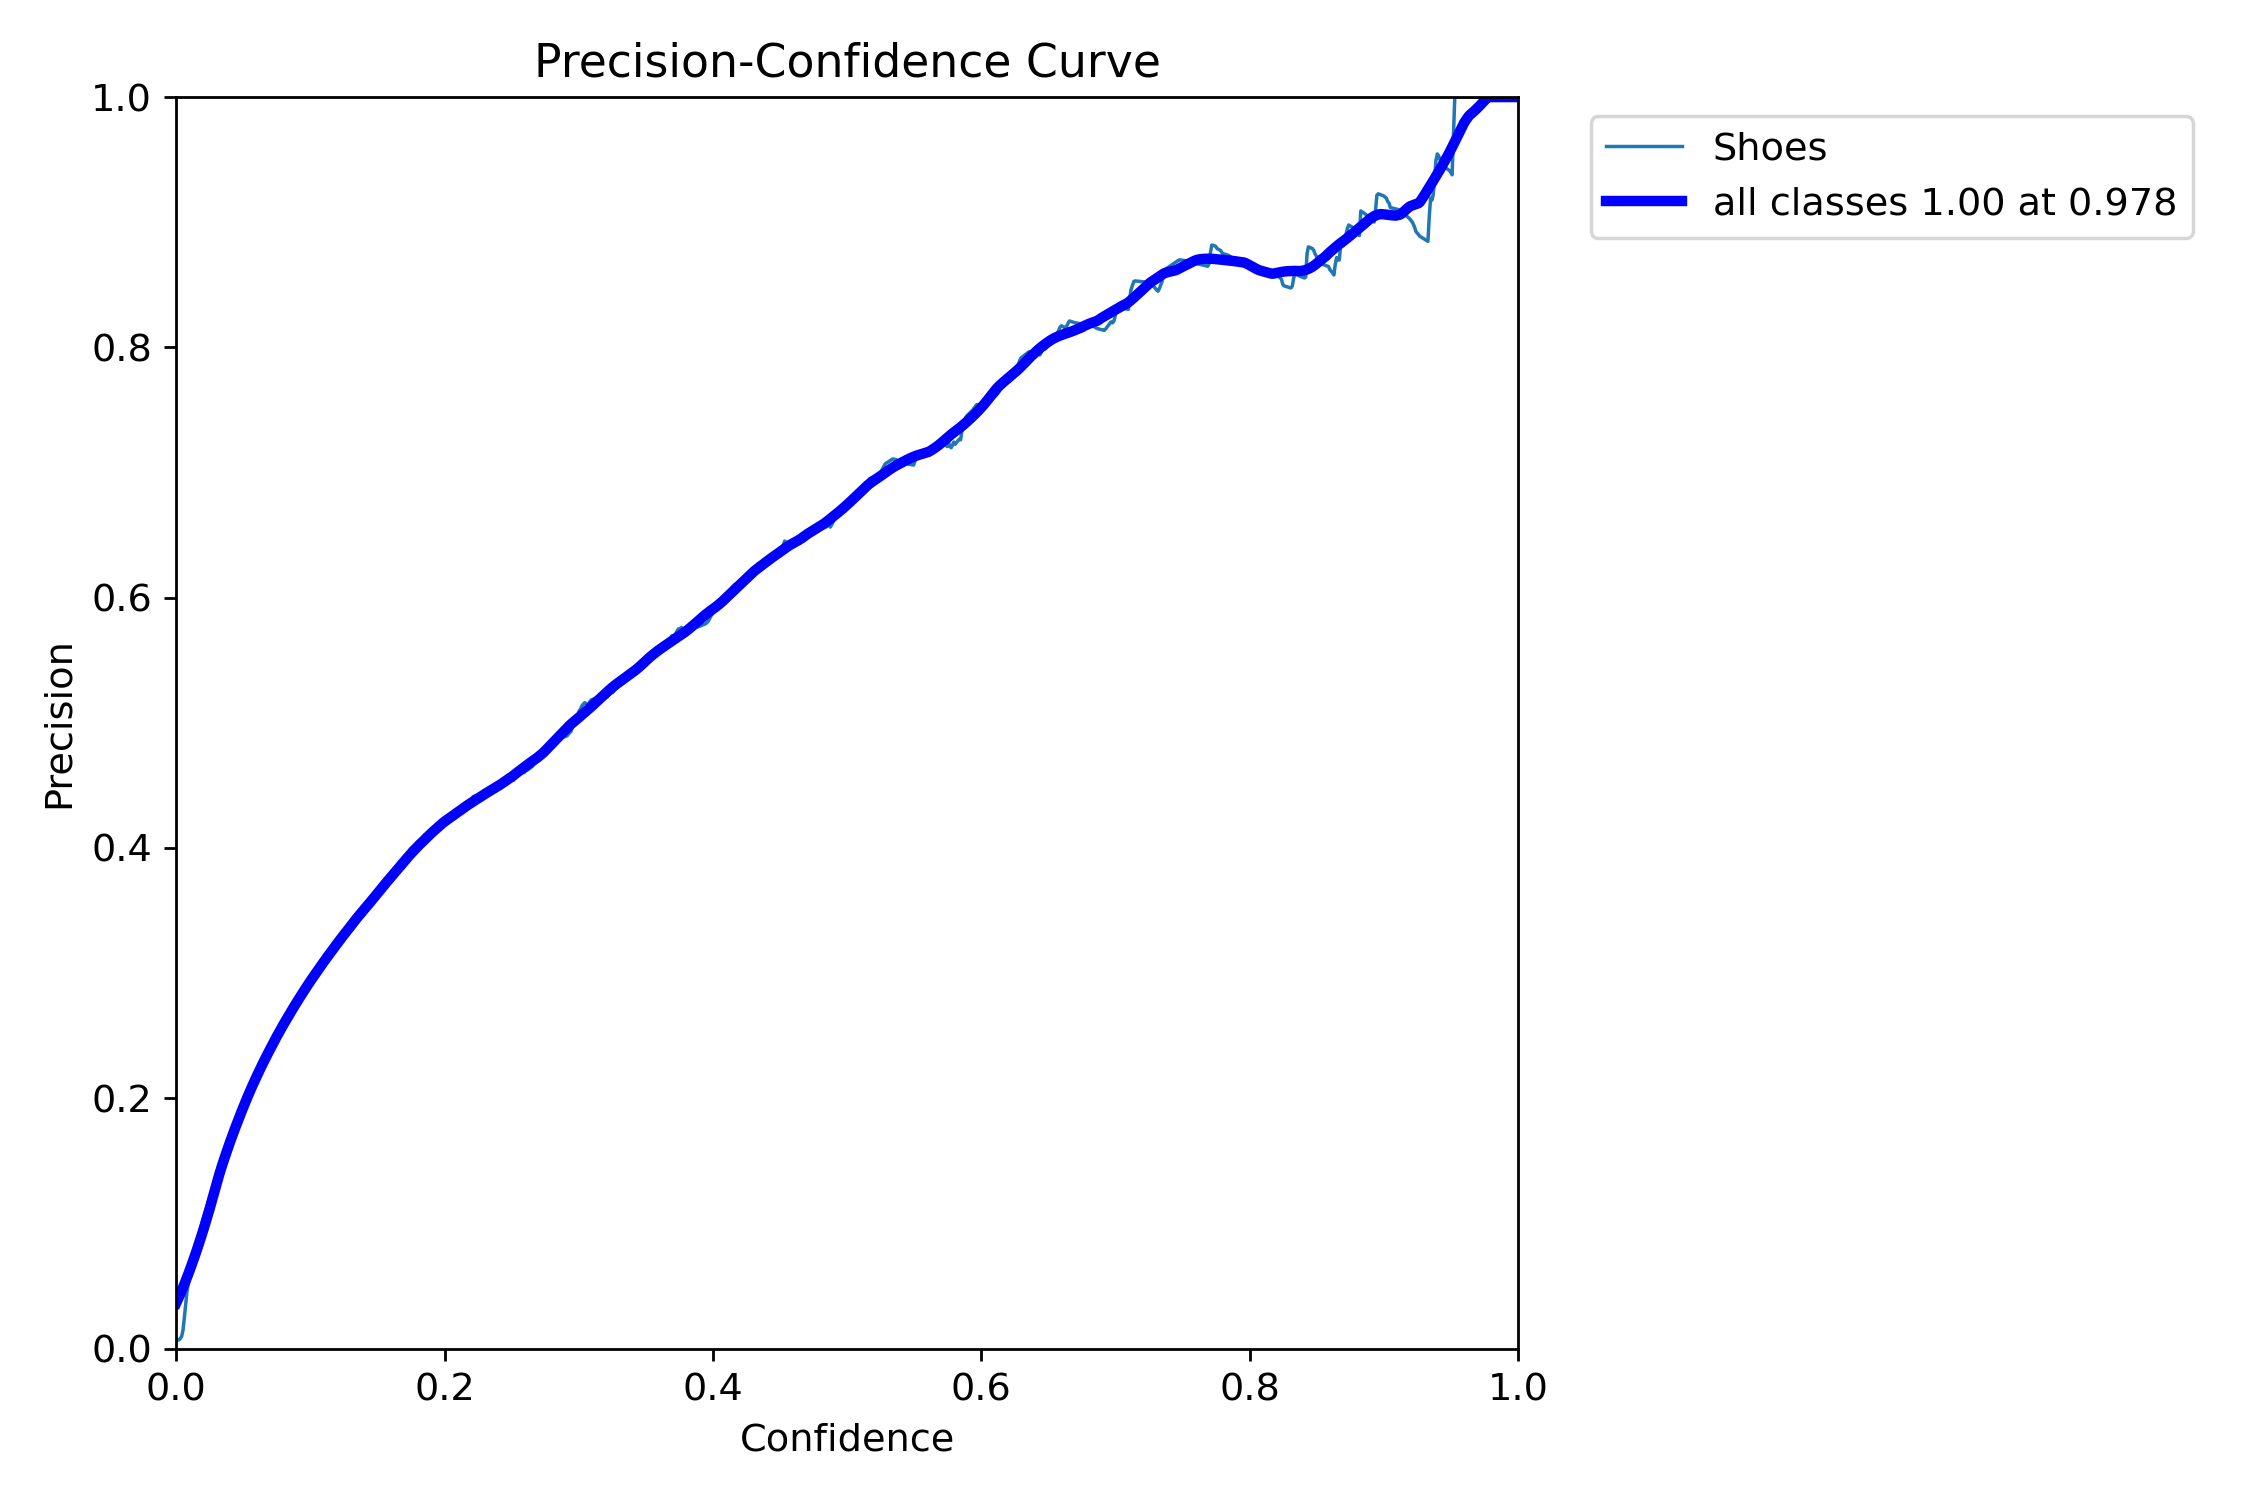 Precision-Confidence Curve
Shoes
all classes 1.00 at 0.978
1.0
0.8
0.6
0.4
0.2
0.0
Precision
0.0 0.2 0.4 0.6 0.8 1.0
Confidence